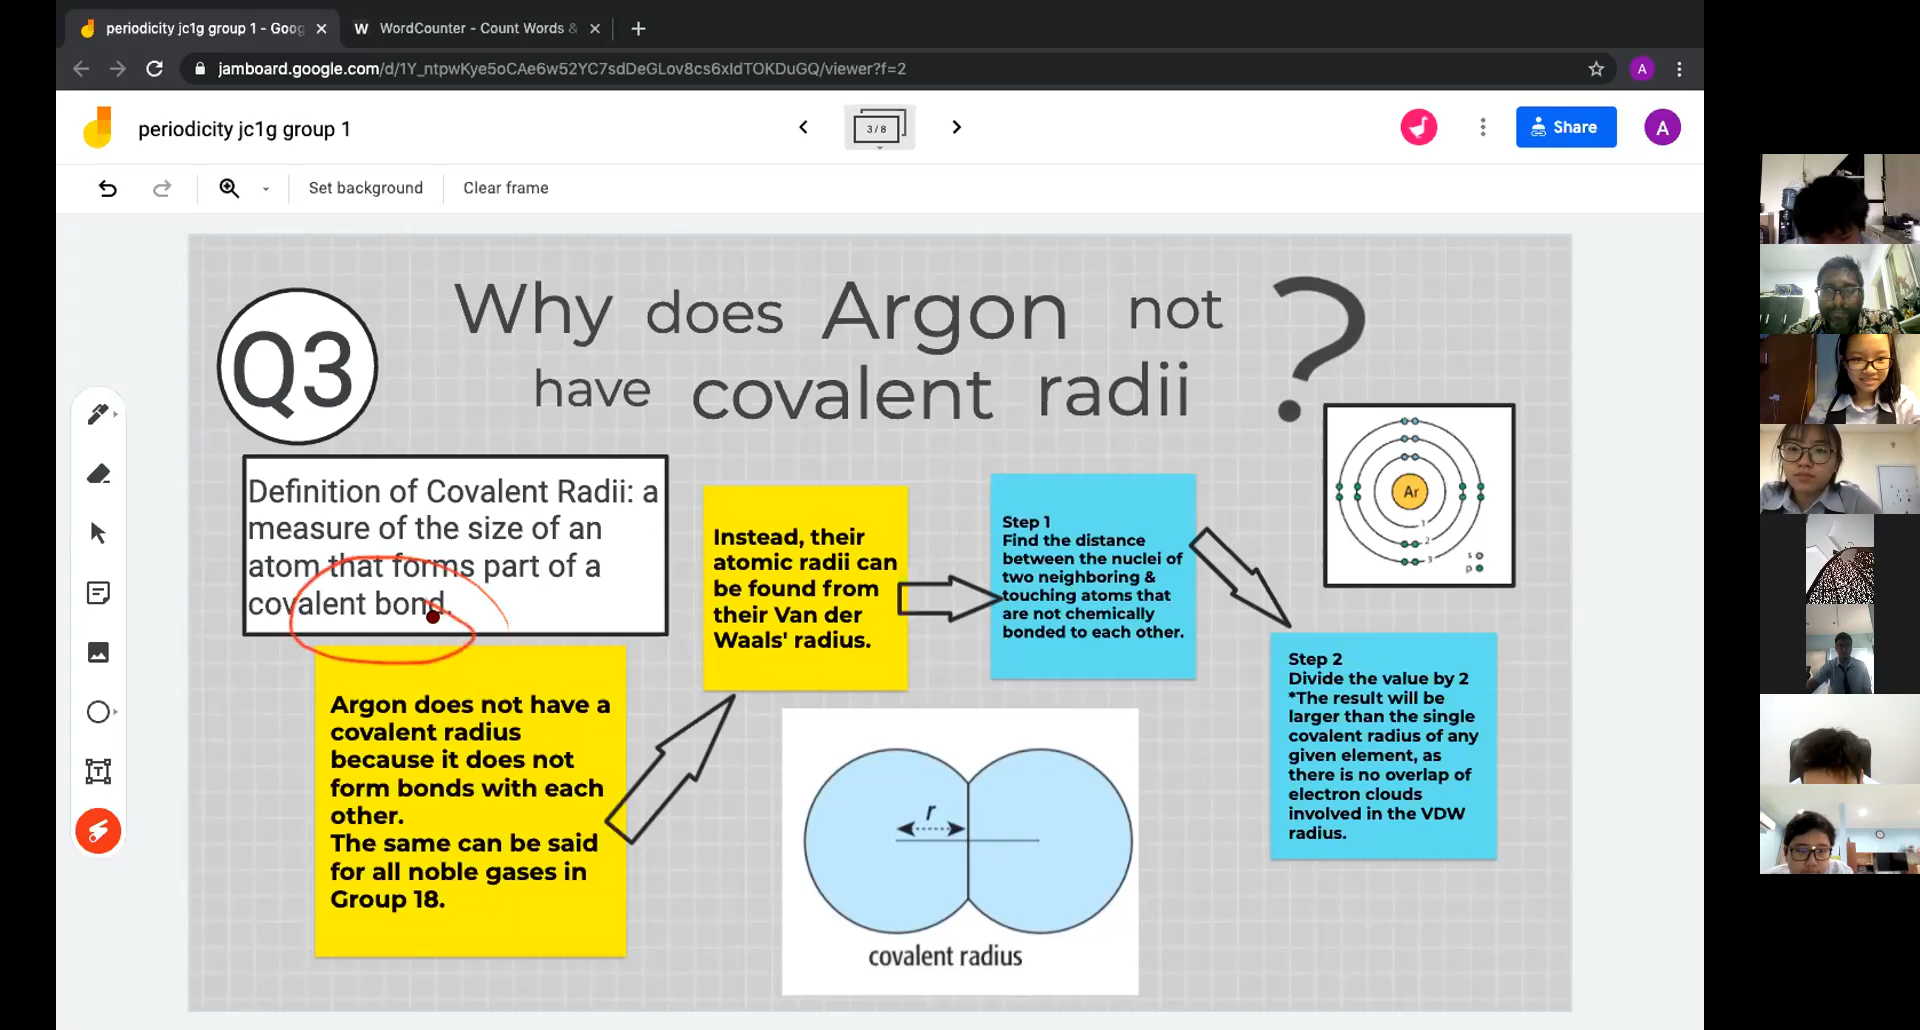 periodicity jc1g group 1 - Goog
W WordCounter - Count Words &
jamboard.google.com/d/1Y_ntpwKye5oCAe6w52YC7sdDeGLov8cs6xIdTOKDuGQ/viewer?f=2
A
periodicity jc1g group 1
3 / 8
Share
A
Set background
Clear frame
Q3
Why does Argon not
have covalent radii ?
Definition of Covalent Radii: a
measure of the size of an
atom that forms part of a
covalent bond.
Argon does not have a
covalent radius
because it does not
form bonds with each
other.
The same can be said
for all noble gases in
Group 18.
Instead, their
atomic radii can
be found from
their Van der
Waals' radius.
Step 1
Find the distance
between the nuclei of
two neighboring &
touching atoms that
are not chemically
bonded to each other.
Step 2
Divide the value by 2
*The result will be
larger than the single
covalent radius of any
given element, as
there is no overlap of
electron clouds
involved in the VDW
radius.
Ar
1
2
3
s
p
r
covalent radius
T